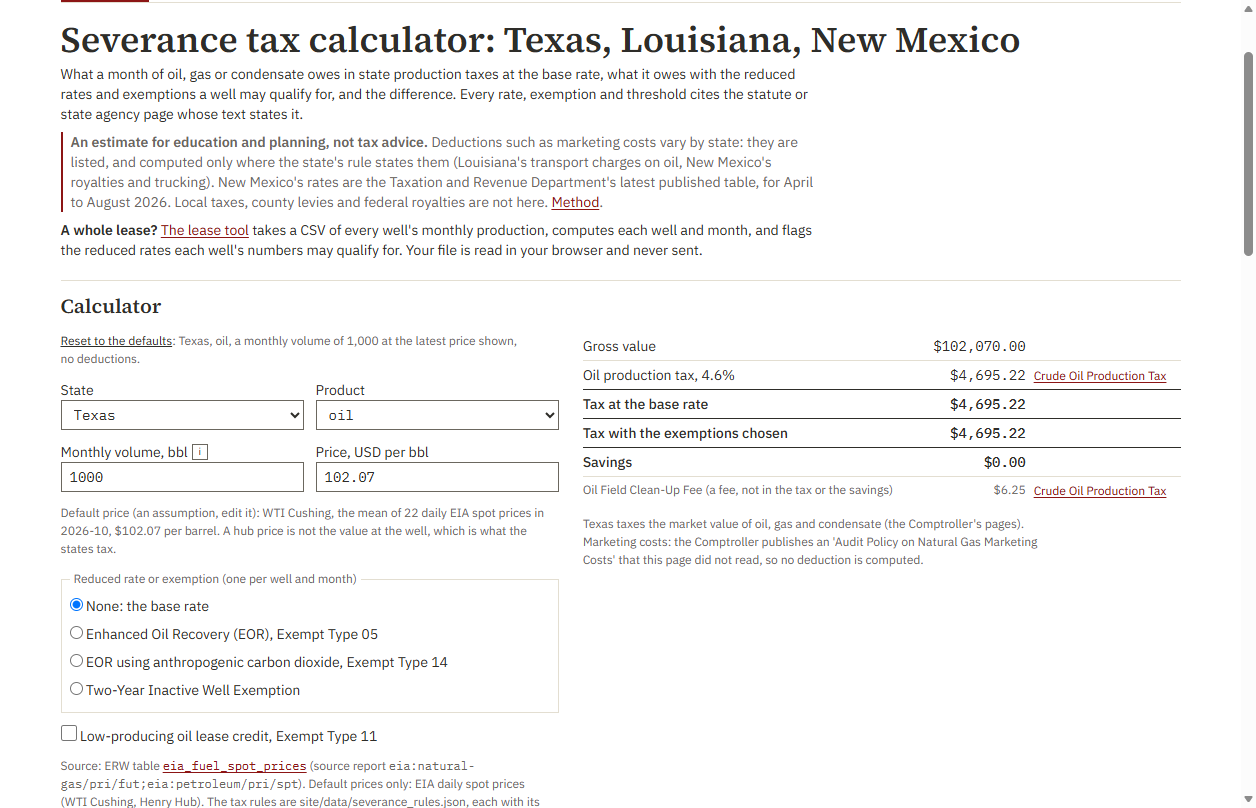 Severance tax calculator: Texas, Louisiana, New Mexico
What a month of oil, gas or condensate owes in state production taxes at the base rate, what it owes with the reduced
rates and exemptions a well may qualify for, and the difference. Every rate, exemption and threshold cites the statute or
state agency page whose text states it.
An estimate for education and planning, not tax advice. Deductions such as marketing costs vary by state: they are
listed, and computed only where the state's rule states them (Louisiana's transport charges on oil, New Mexico's
royalties and trucking). New Mexico's rates are the Taxation and Revenue Department's latest published table, for April
to August 2026. Local taxes, county levies and federal royalties are not here. Method.
A whole lease? The lease tool takes a CSV of every well's monthly production, computes each well and month, and flags
the reduced rates each well's numbers may qualify for. Your file is read in your browser and never sent.
Calculator
Reset to the defaults: Texas, oil, a monthly volume of 1,000 at the latest price shown,
no deductions.
State
Product
Texas
oil
Monthly volume, bbl i
Price, USD per bbl
1000
102.07
Default price (an assumption, edit it): WTI Cushing, the mean of 22 daily EIA spot prices in
2026-10, $102.07 per barrel. A hub price is not the value at the well, which is what the
states tax.
Reduced rate or exemption (one per well and month)
None: the base rate
Enhanced Oil Recovery (EOR), Exempt Type 05
EOR using anthropogenic carbon dioxide, Exempt Type 14
Two-Year Inactive Well Exemption
Low-producing oil lease credit, Exempt Type 11
Source: ERW table eia_fuel_spot_prices (source report eia:natural-
gas/pri/fut;eia:petroleum/pri/spt). Default prices only: EIA daily spot prices
(WTI Cushing, Henry Hub). The tax rules are site/data/severance_rules.json, each with its
Gross value $102,070.00
Oil production tax, 4.6% $4,695.22 Crude Oil Production Tax
Tax at the base rate $4,695.22
Tax with the exemptions chosen $4,695.22
Savings $0.00
Oil Field Clean-Up Fee (a fee, not in the tax or the savings) $6.25 Crude Oil Production Tax
Texas taxes the market value of oil, gas and condensate (the Comptroller's pages).
Marketing costs: the Comptroller publishes an 'Audit Policy on Natural Gas Marketing
Costs' that this page did not read, so no deduction is computed.